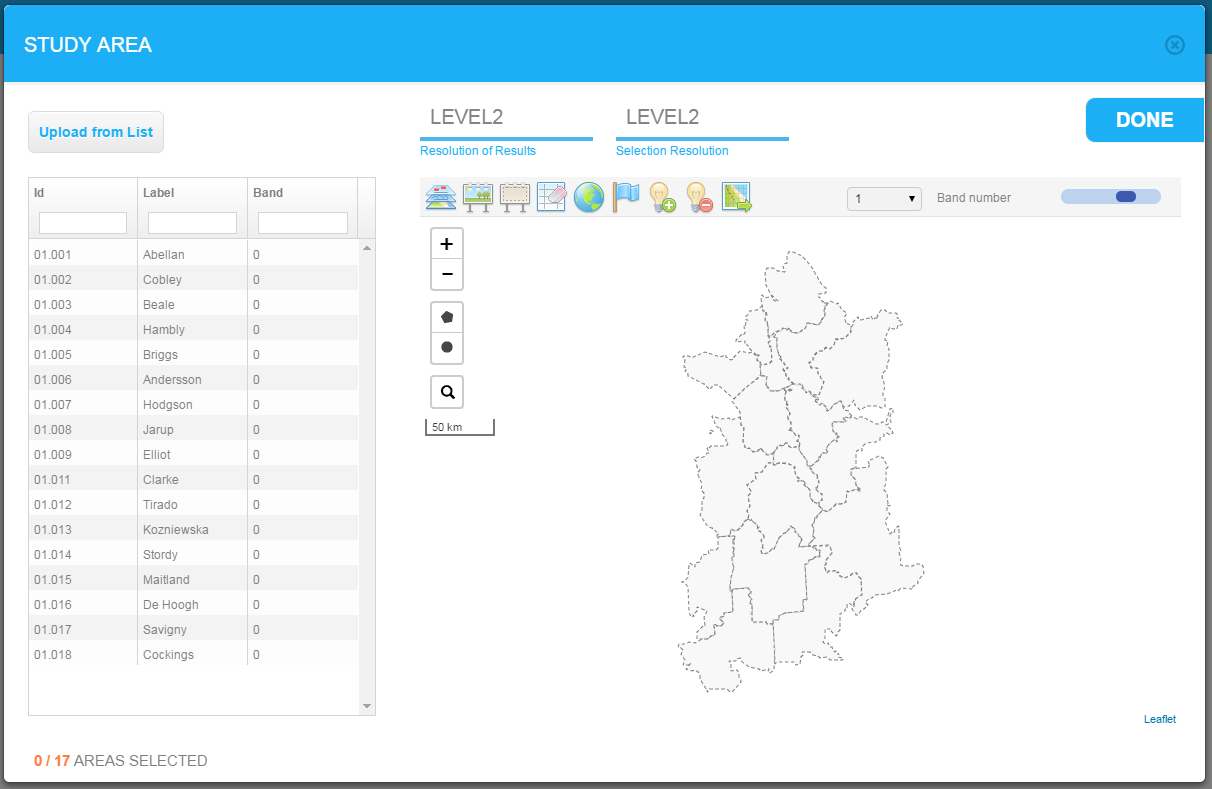 STUDY AREA
Upload from List
LEVEL2
Resolution of Results
LEVEL2
Selection Resolution
DONE
1
Band number
Id Label Band
01.001 Abellan 0
01.002 Cobley 0
01.003 Beale 0
01.004 Hambly 0
01.005 Briggs 0
01.006 Andersson 0
01.007 Hodgson 0
01.008 Jarup 0
01.009 Elliot 0
01.011 Clarke 0
01.012 Tirado 0
01.013 Kozniewska 0
01.014 Stordy 0
01.015 Maitland 0
01.016 De Hoogh 0
01.017 Savigny 0
01.018 Cockings 0
+
−
50 km
Leaflet
0 / 17 AREAS SELECTED